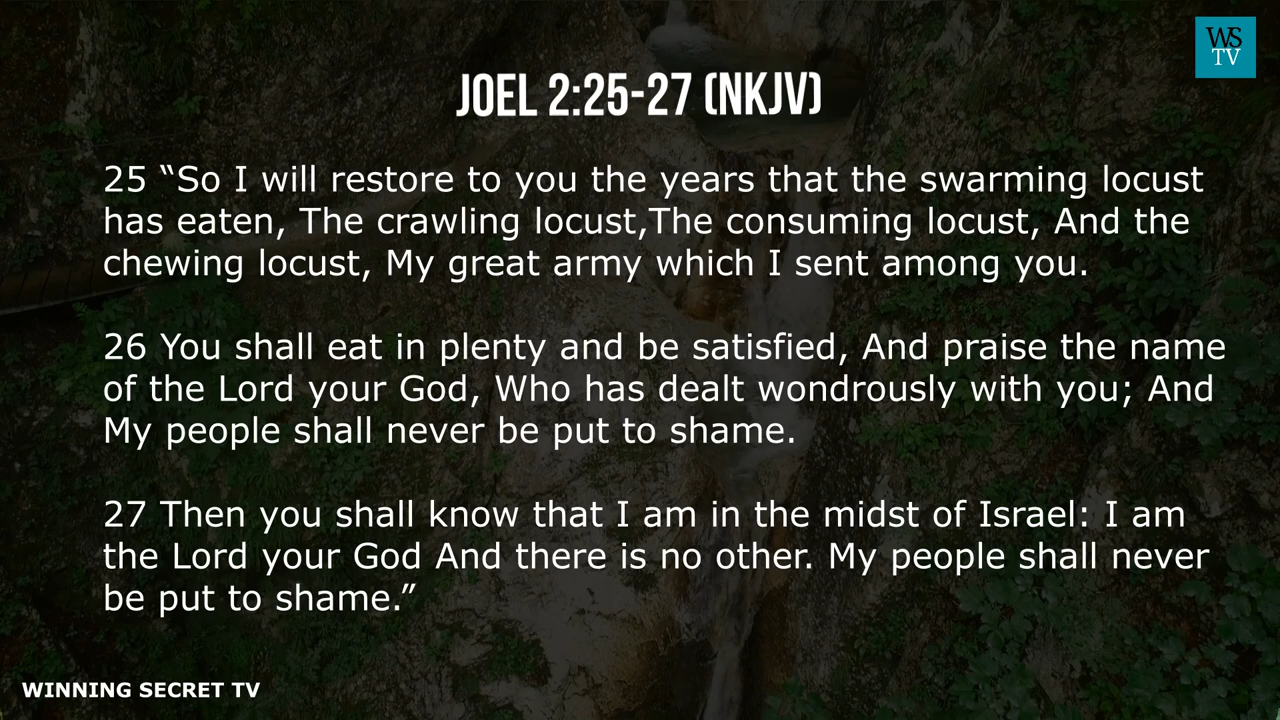 WS
TV
JOEL 2:25-27 (NKJV)
25 “So I will restore to you the years that the swarming locust
has eaten, The crawling locust,The consuming locust, And the
chewing locust, My great army which I sent among you.
26 You shall eat in plenty and be satisfied, And praise the name
of the Lord your God, Who has dealt wondrously with you; And
My people shall never be put to shame.
27 Then you shall know that I am in the midst of Israel: I am
the Lord your God And there is no other. My people shall never
be put to shame.”
WINNING SECRET TV